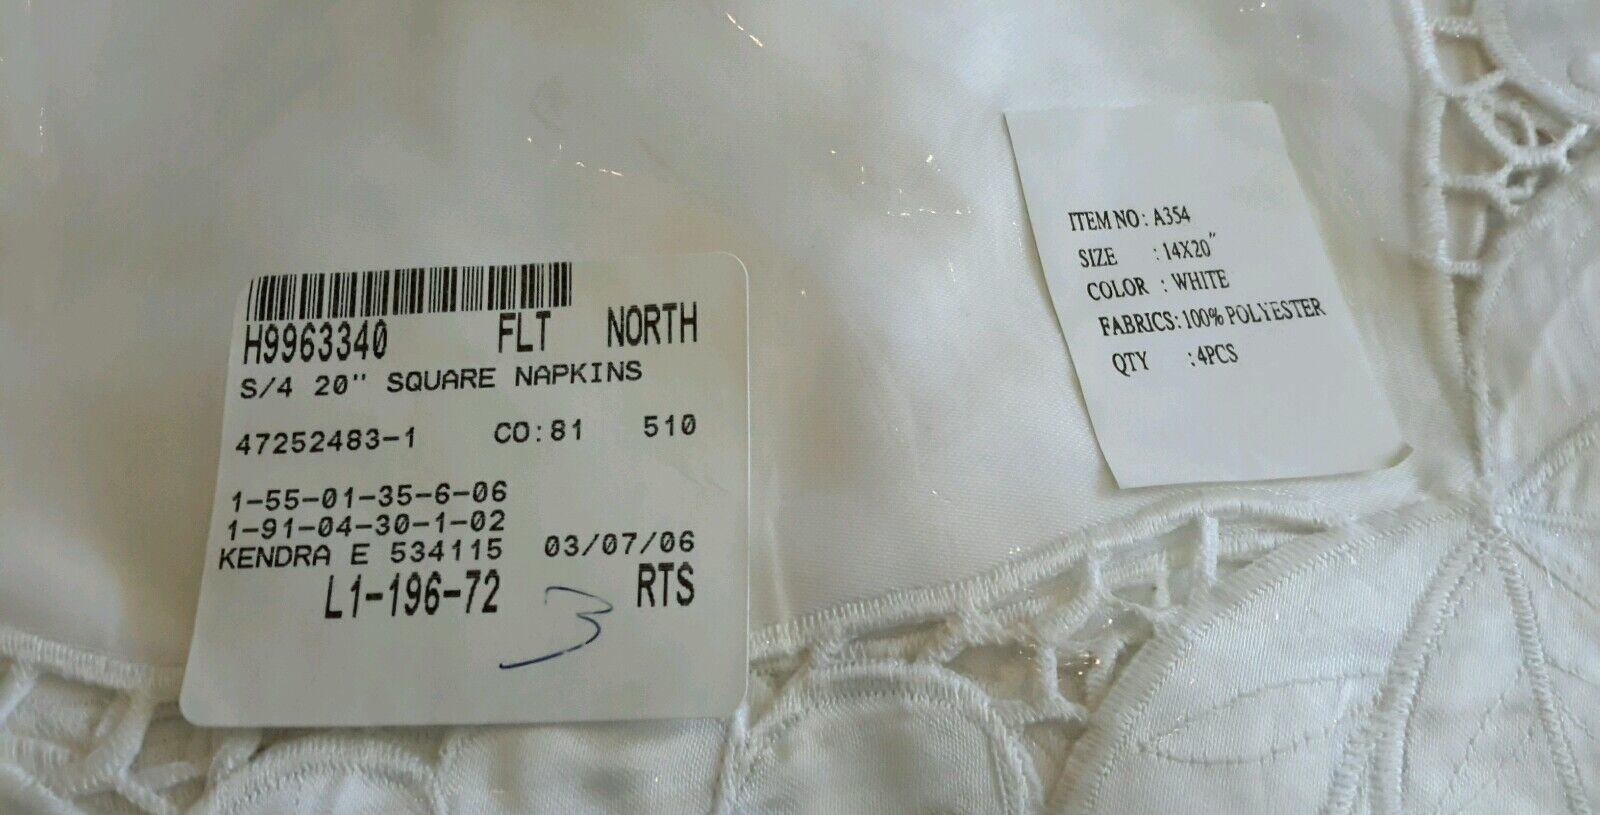 H9963340 FLT NORTH
S/4 20" SQUARE NAPKINS
47252483-1 CO:81 510
1-55-01-35-6-06
1-91-04-30-1-02
KENDRA E 534115 03/07/06
L1-196-72 3 RTS
ITEM NO: A354
SIZE :14X20"
COLOR : WHITE
FABRICS:100% POLYESTER
QTY :4PCS